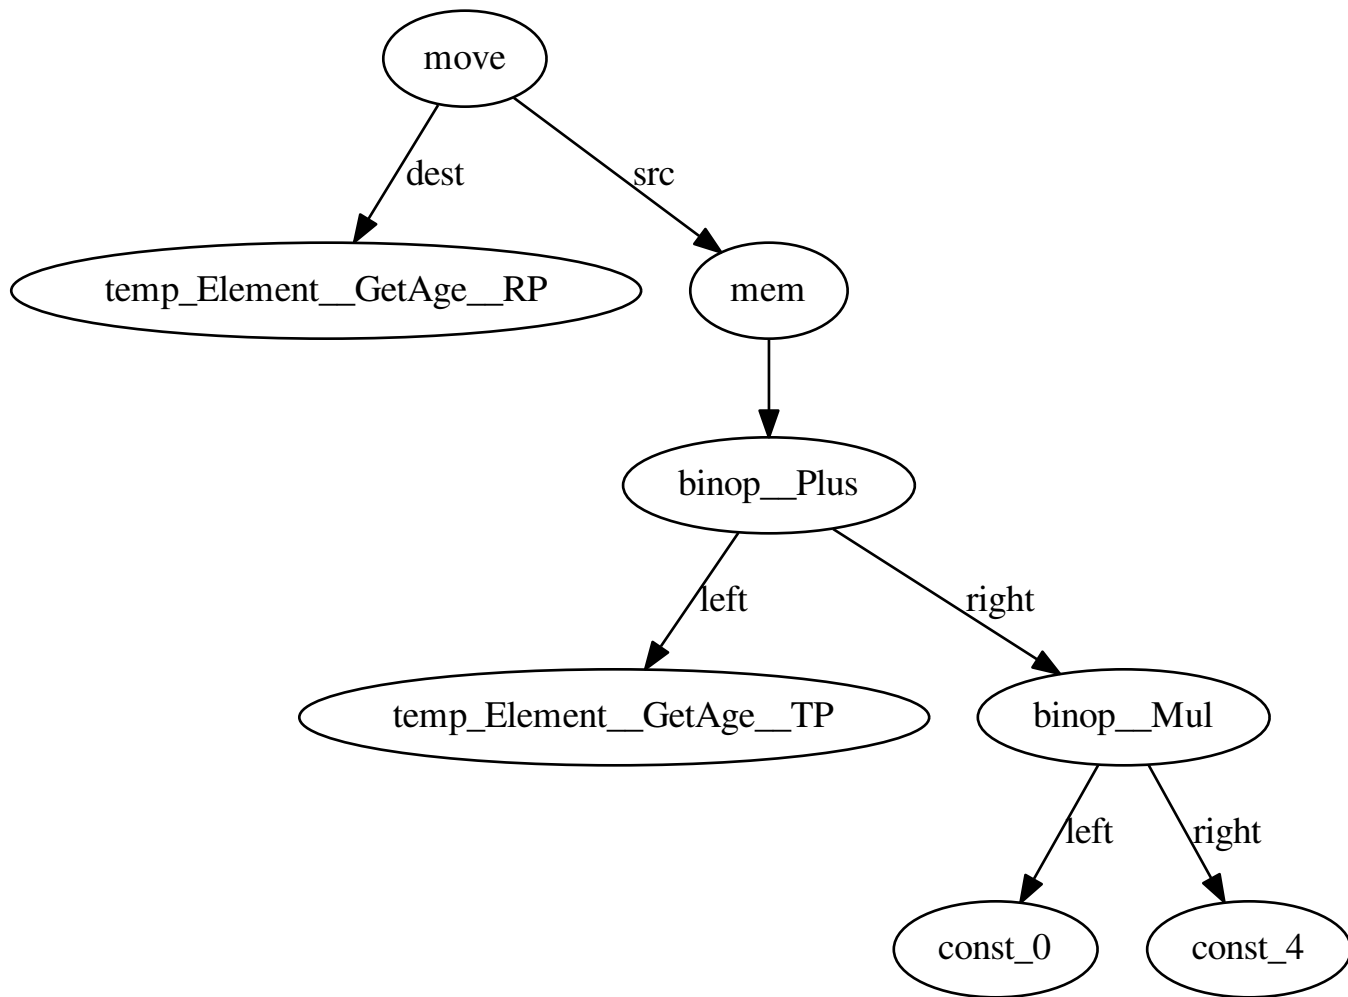 move
dest
src
temp_Element__GetAge__RP
mem
binop__Plus
left
right
temp_Element__GetAge__TP
binop__Mul
left
right
const_0
const_4